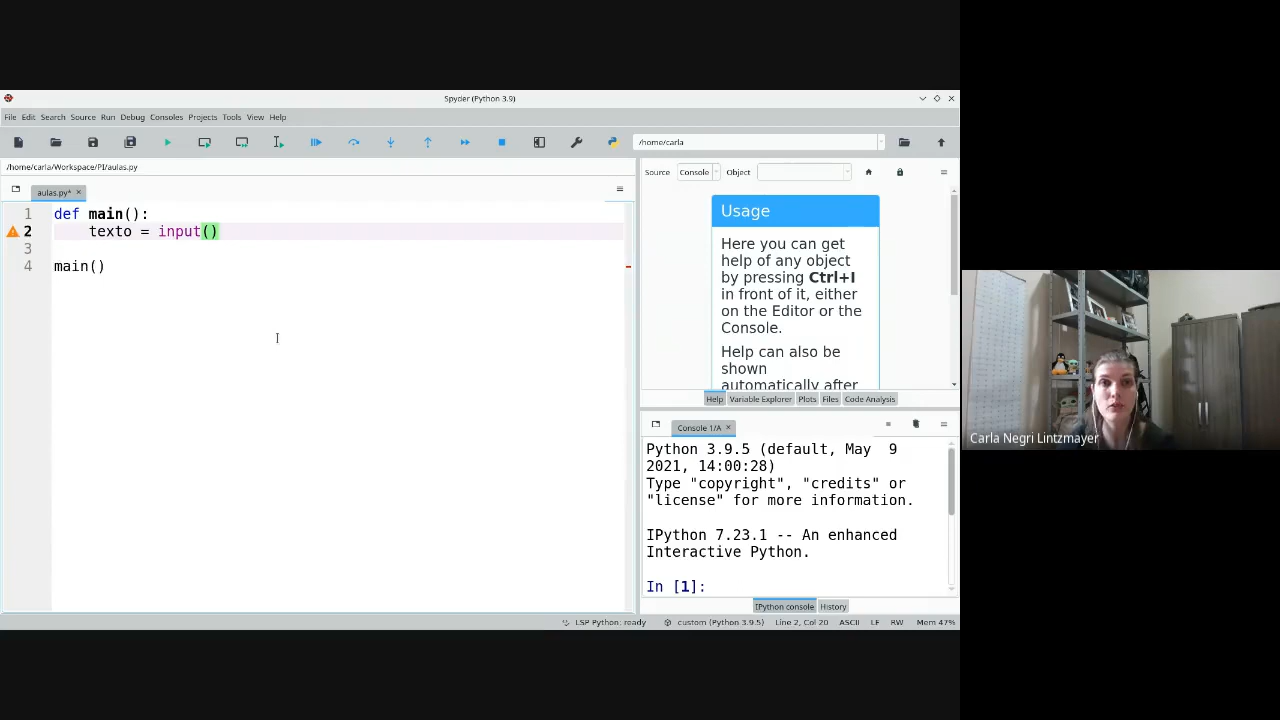 Spyder (Python 3.9)
File Edit Search Source Run Debug Consoles Projects Tools View Help
/home/carla
/home/carla/Workspace/PI/aulas.py
aulas.py*
1 def main():
2 texto = input()
3
4 main()
Source Console Object
Usage
Here you can get
help of any object
by pressing Ctrl+I
in front of it, either
on the Editor or the
Console.
Help can also be
shown
automatically after
Help Variable Explorer Plots Files Code Analysis
Console 1/A
Python 3.9.5 (default, May 9
2021, 14:00:28)
Type "copyright", "credits" or
"license" for more information.
IPython 7.23.1 -- An enhanced
Interactive Python.
In [1]:
IPython console History
LSP Python: ready custom (Python 3.9.5) Line 2, Col 20 ASCII LF RW Mem 47%
Carla Negri Lintzmayer